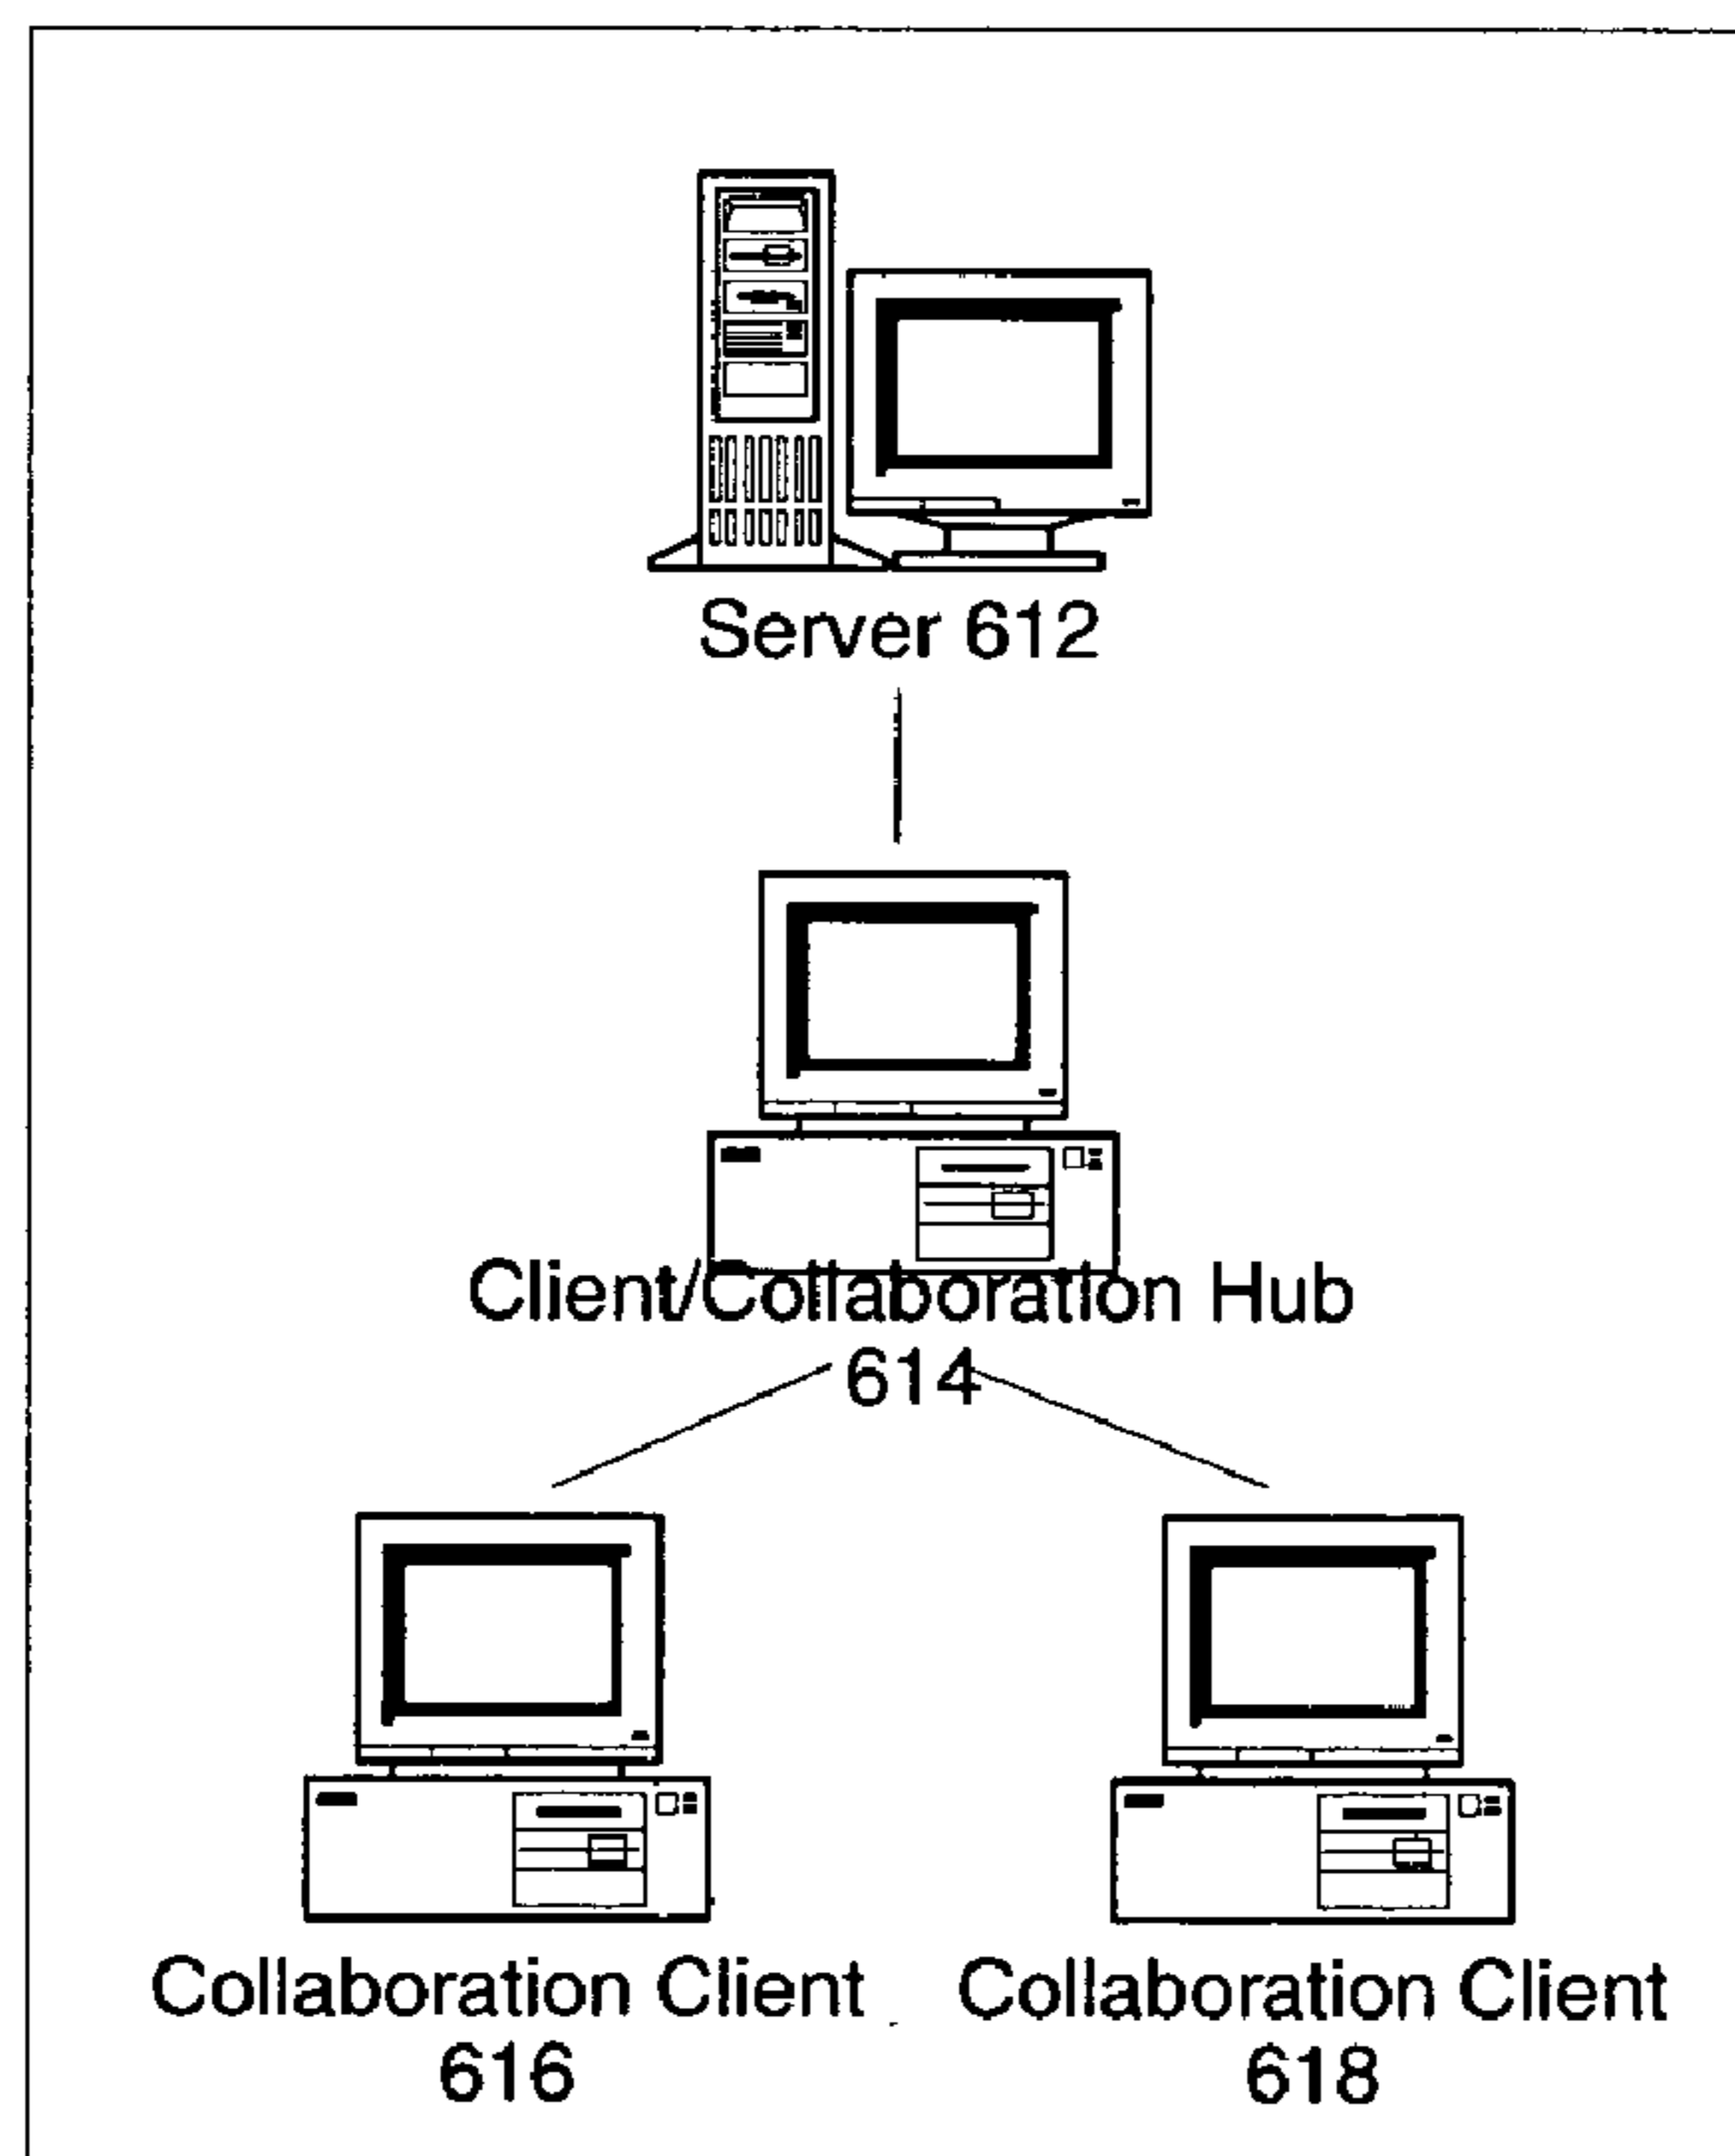 Server 612
Client/Collaboration Hub
614
Collaboration Client
616
Collaboration Client
618